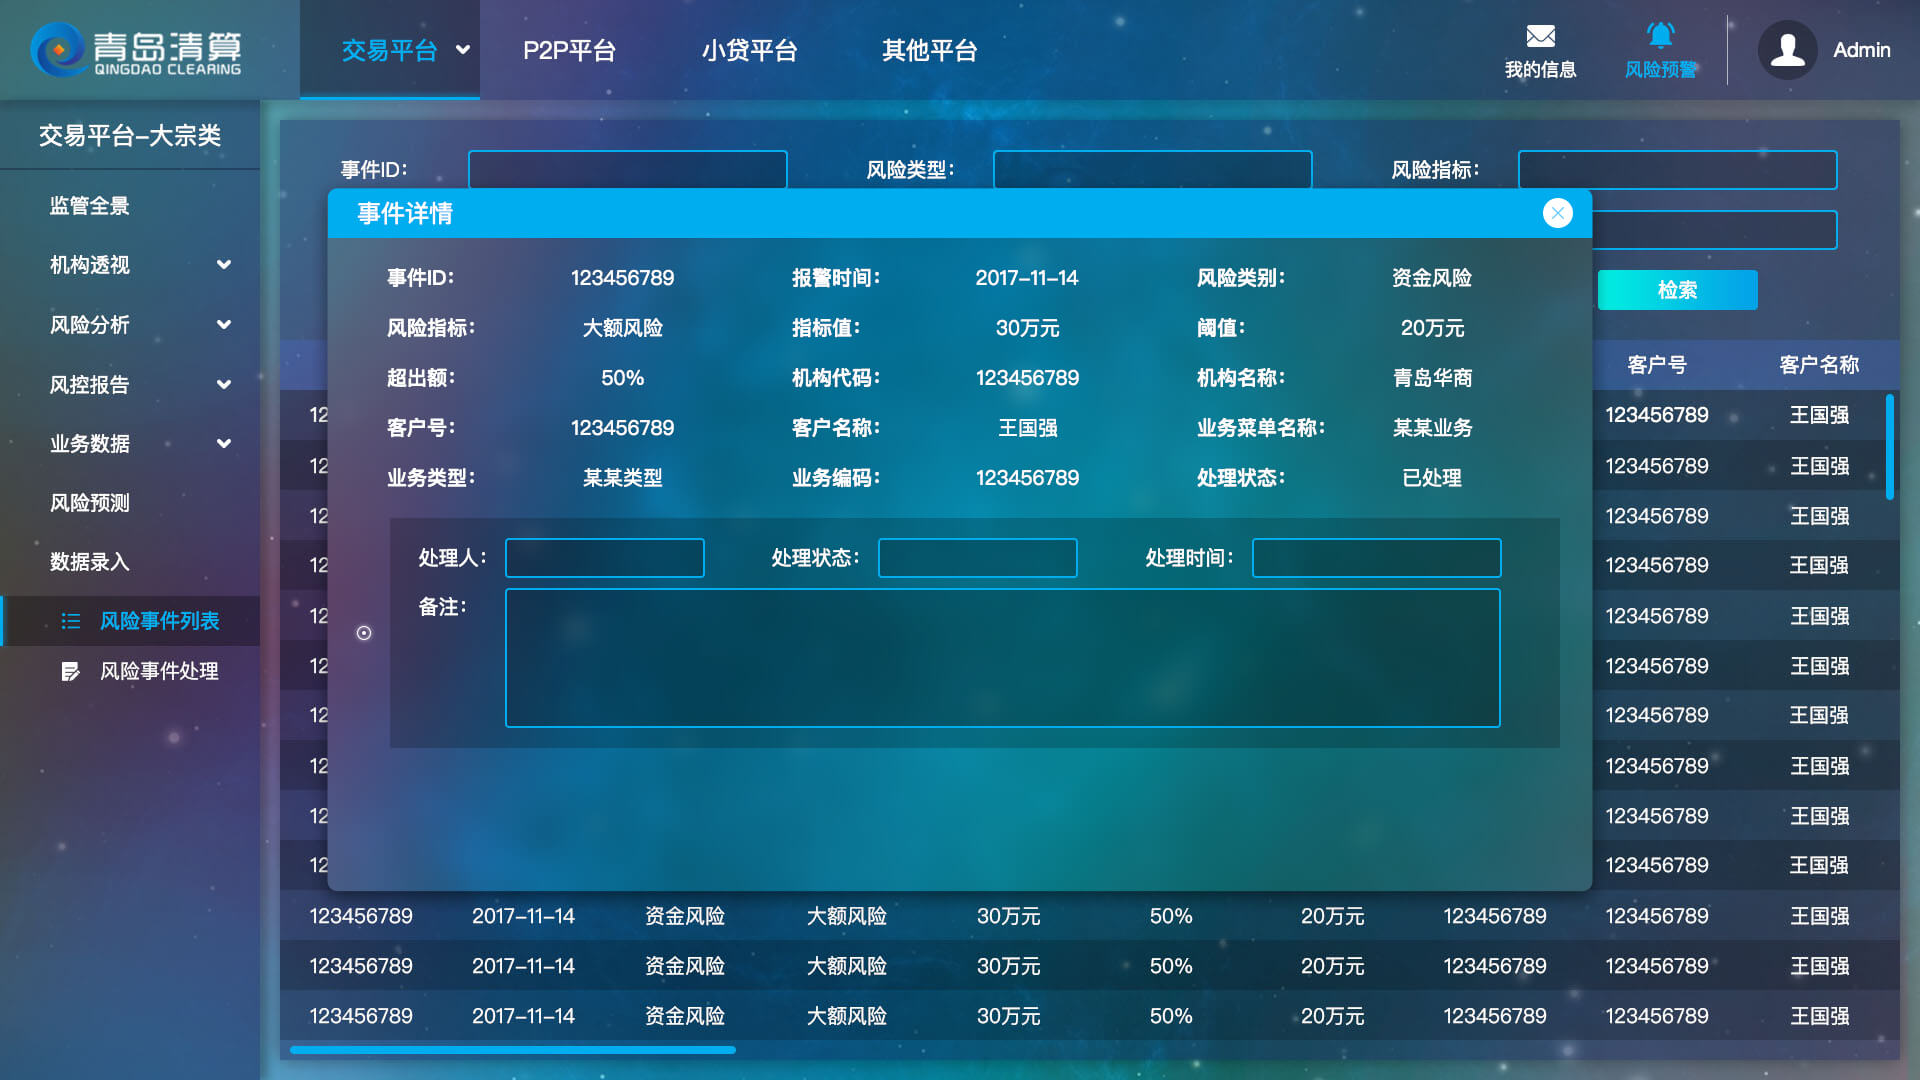 青岛清算
QINGDAO CLEARING
交易平台
P2P平台
小贷平台
其他平台
我的信息
风险预警
Admin
交易平台–大宗类
监管全景
机构透视
风险分析
风控报告
业务数据
风险预测
数据录入
风险事件列表
风险事件处理
事件ID：
风险类型：
风险指标：
检索
事件详情
事件ID： 123456789 报警时间： 2017–11–14 风险类别： 资金风险
风险指标： 大额风险 指标值： 30万元 阈值： 20万元
超出额： 50% 机构代码： 123456789 机构名称： 青岛华商
客户号： 123456789 客户名称： 王国强 业务菜单名称： 某某业务
业务类型： 某某类型 业务编码： 123456789 处理状态： 已处理
处理人： 处理状态： 处理时间：
备注：
客户号 客户名称
12 123456789 王国强
12 123456789 王国强
12 123456789 王国强
12 123456789 王国强
12 123456789 王国强
12 123456789 王国强
12 123456789 王国强
12 123456789 王国强
12 123456789 王国强
12 123456789 王国强
123456789 2017–11–14 资金风险 大额风险 30万元 50% 20万元 123456789 123456789 王国强
123456789 2017–11–14 资金风险 大额风险 30万元 50% 20万元 123456789 123456789 王国强
123456789 2017–11–14 资金风险 大额风险 30万元 50% 20万元 123456789 123456789 王国强